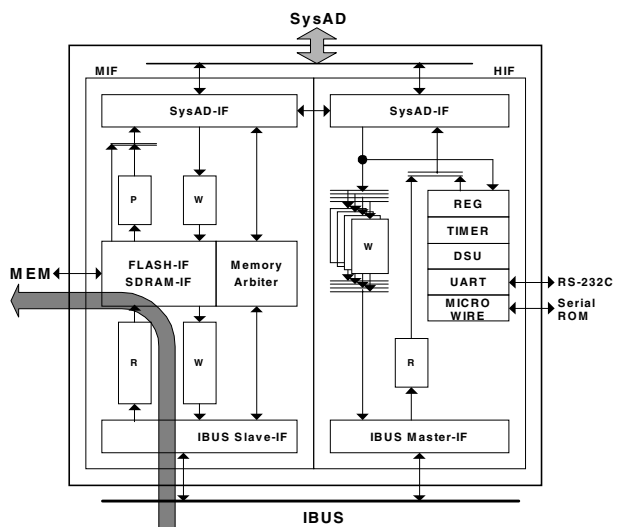 SysAD
MIF
HIF
SysAD-IF
SysAD-IF
P
W
REG
TIMER
DSU
UART
MICRO
WIRE
W
FLASH-IF
SDRAM-IF
Memory
Arbiter
MEM
RS-232C
Serial
ROM
R
W
R
IBUS Slave-IF
IBUS Master-IF
IBUS